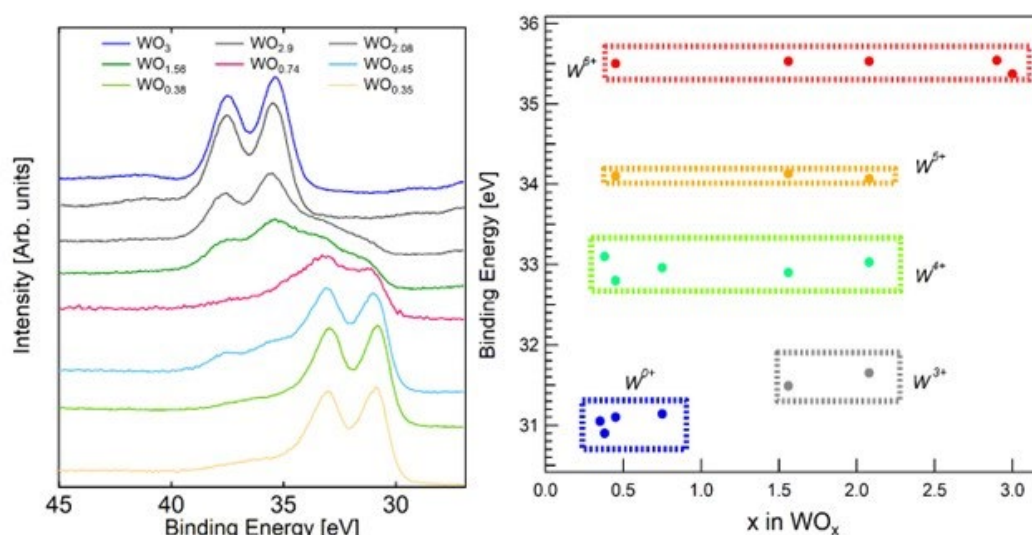 WO3 WO2.9 WO2.08
WO1.56 WO0.74 WO0.45
WO0.38 WO0.35
Intensity [Arb. units]
45 40 35 30
Binding Energy [eV]
36
35
34
33
32
31
Binding Energy [eV]
W6+
W5+
W4+
W3+
W0+
0.0 0.5 1.0 1.5 2.0 2.5 3.0
x in WOx